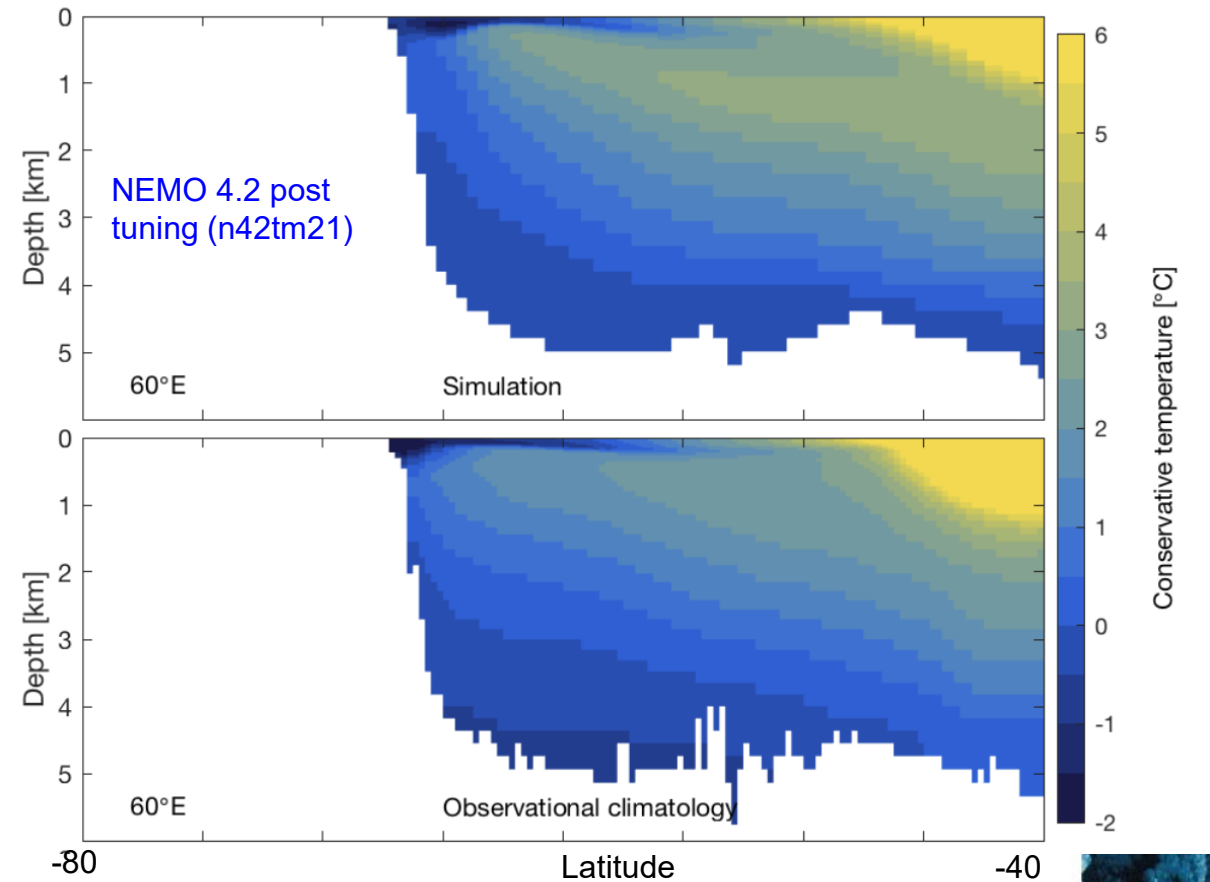 0
1
2
3
4
5
Depth [km]
NEMO 4.2 post
tuning (n42tm21)
60°E
Simulation
0
1
2
3
4
5
Depth [km]
60°E
Observational climatology
-80
Latitude
-40
6
5
4
3
2
1
0
-1
-2
Conservative temperature [°C]